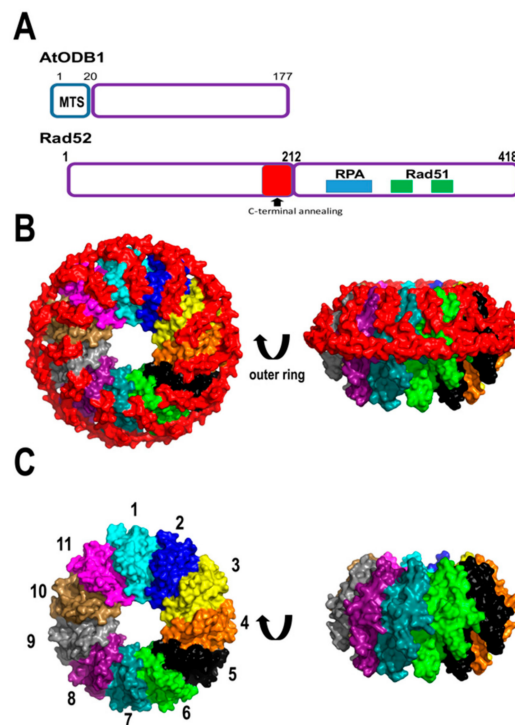 A
AtODB1
1 20 177
MTS
Rad52
1 212 418
RPA Rad51
C-terminal annealing
B
outer ring
C
1
2
11
3
10
4
9
5
8
6
7